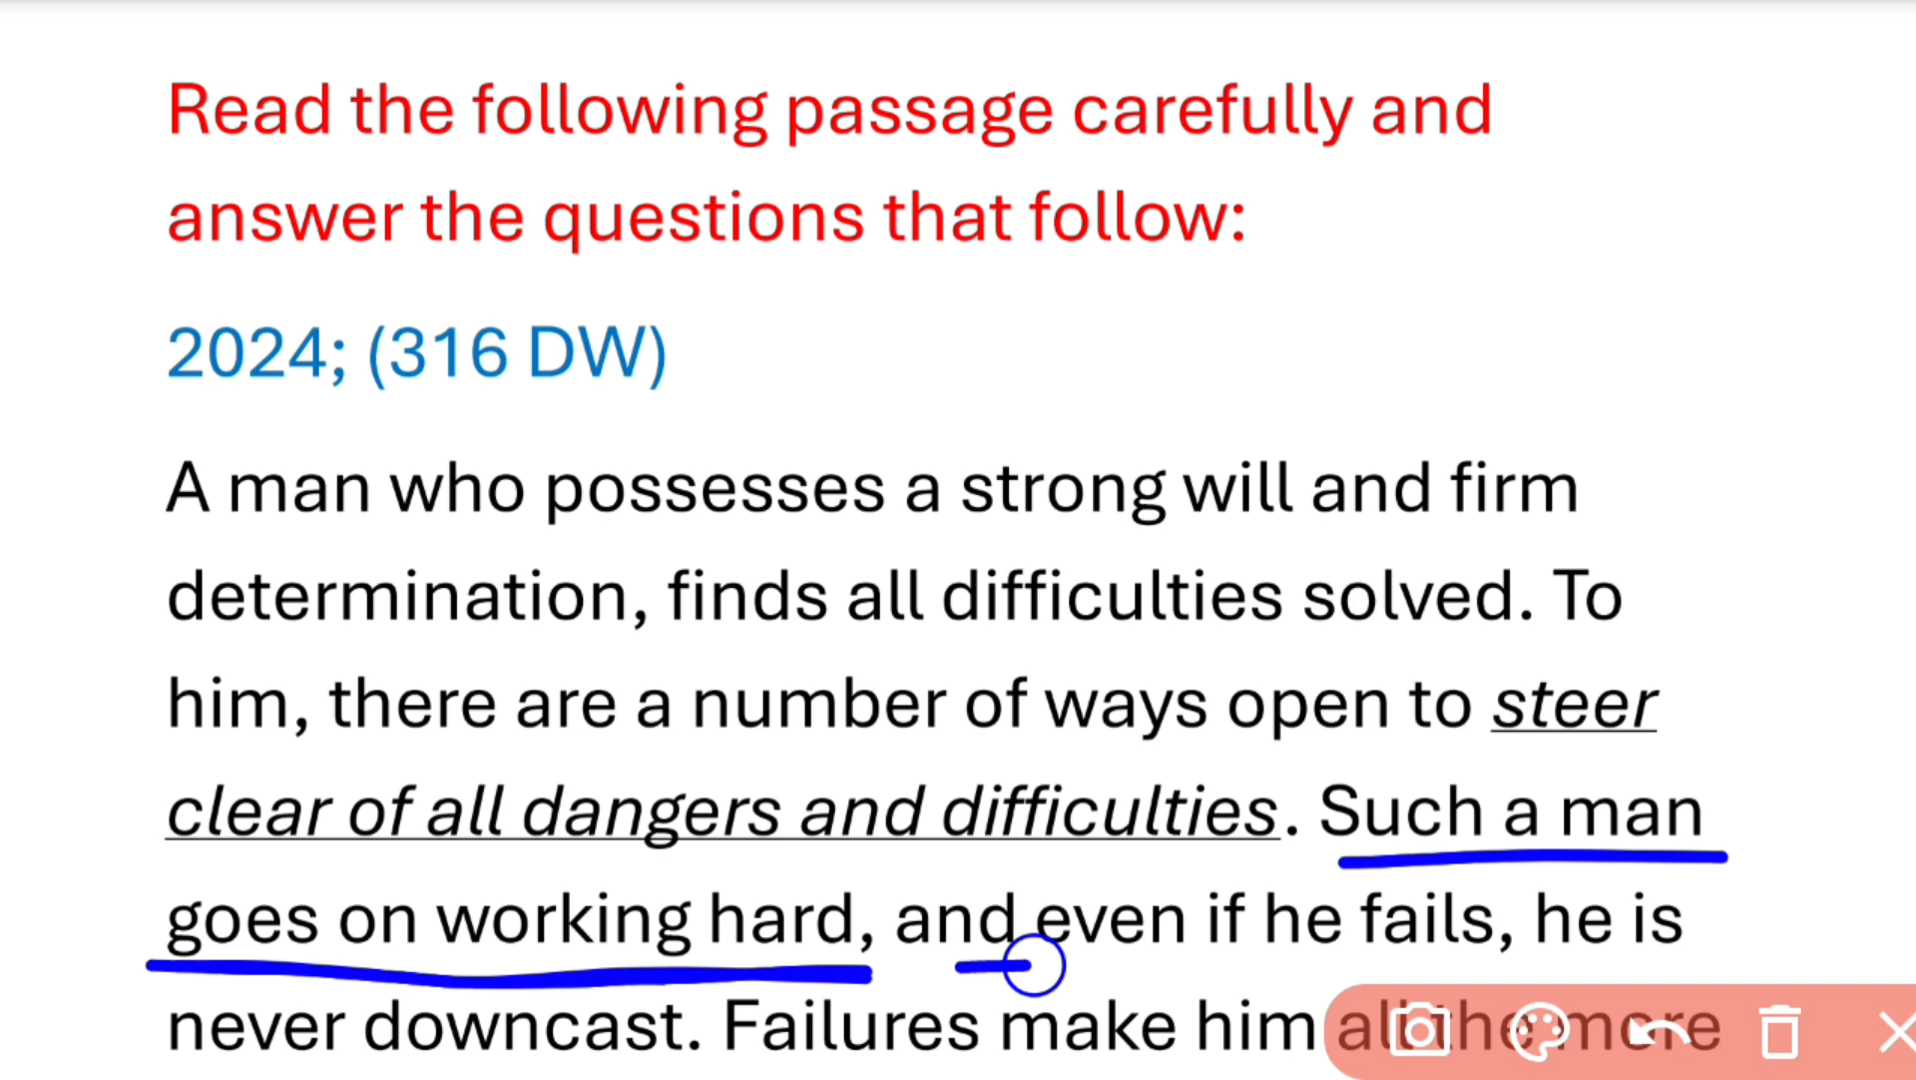 Read the following passage carefully and
answer the questions that follow:
2024; (316 DW)
A man who possesses a strong will and firm
determination, finds all difficulties solved. To
him, there are a number of ways open to steer
clear of all dangers and difficulties. Such a man
goes on working hard, and even if he fails, he is
never downcast. Failures make him all the more